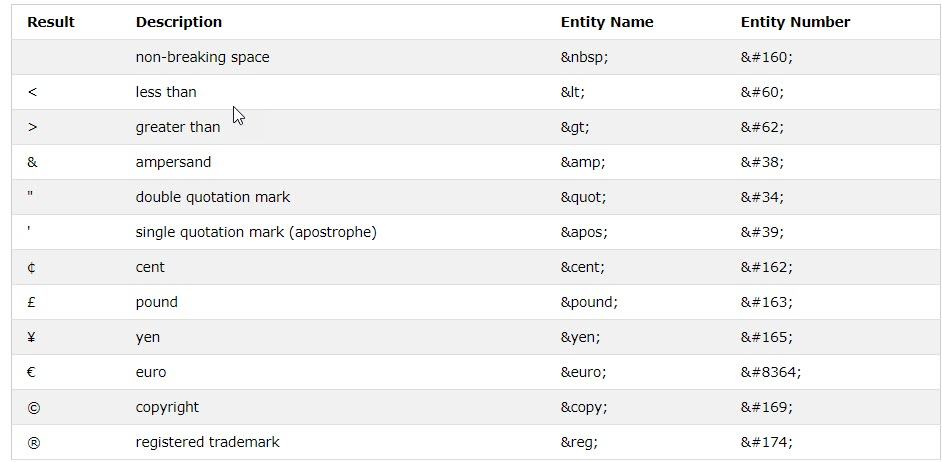 Result Description Entity Name Entity Number
non-breaking space &nbsp; &#160;
< less than &lt; &#60;
> greater than &gt; &#62;
& ampersand &amp; &#38;
" double quotation mark &quot; &#34;
' single quotation mark (apostrophe) &apos; &#39;
¢ cent &cent; &#162;
£ pound &pound; &#163;
¥ yen &yen; &#165;
€ euro &euro; &#8364;
© copyright &copy; &#169;
® registered trademark &reg; &#174;